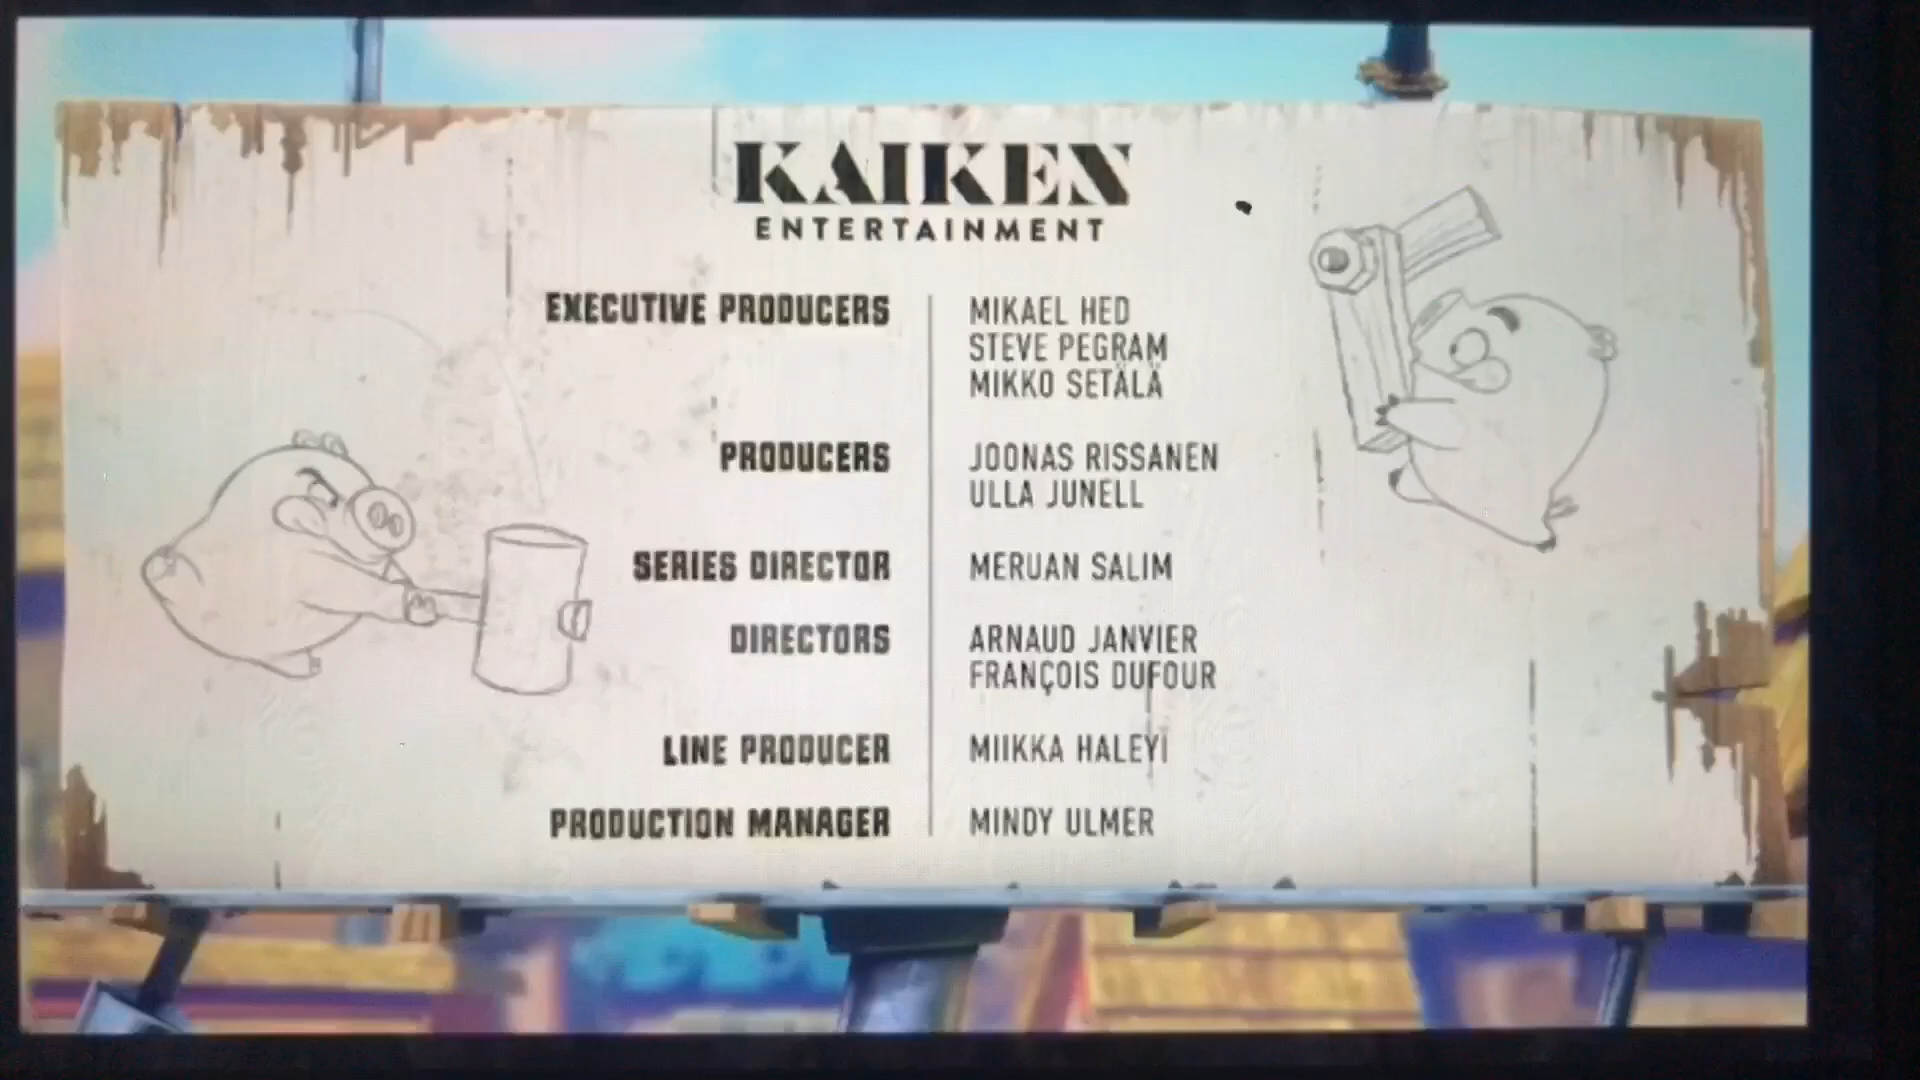 KAIKEN
ENTERTAINMENT
EXECUTIVE PRODUCERS MIKAEL HED
STEVE PEGRAM
MIKKO SETÄLÄ
PRODUCERS JOONAS RISSANEN
ULLA JUNELL
SERIES DIRECTOR MERUAN SALIM
DIRECTORS ARNAUD JANVIER
FRANÇOIS DUFOUR
LINE PRODUCER MIIKKA HALEYI
PRODUCTION MANAGER MINDY ULMER